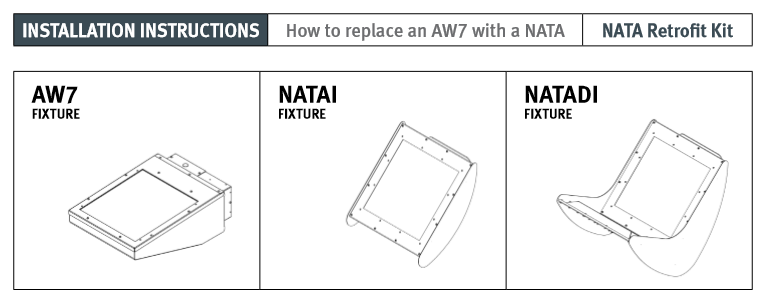 INSTALLATION INSTRUCTIONS How to replace an AW7 with a NATA NATA Retrofit Kit
AW7
FIXTURE
NATAI
FIXTURE
NATADI
FIXTURE